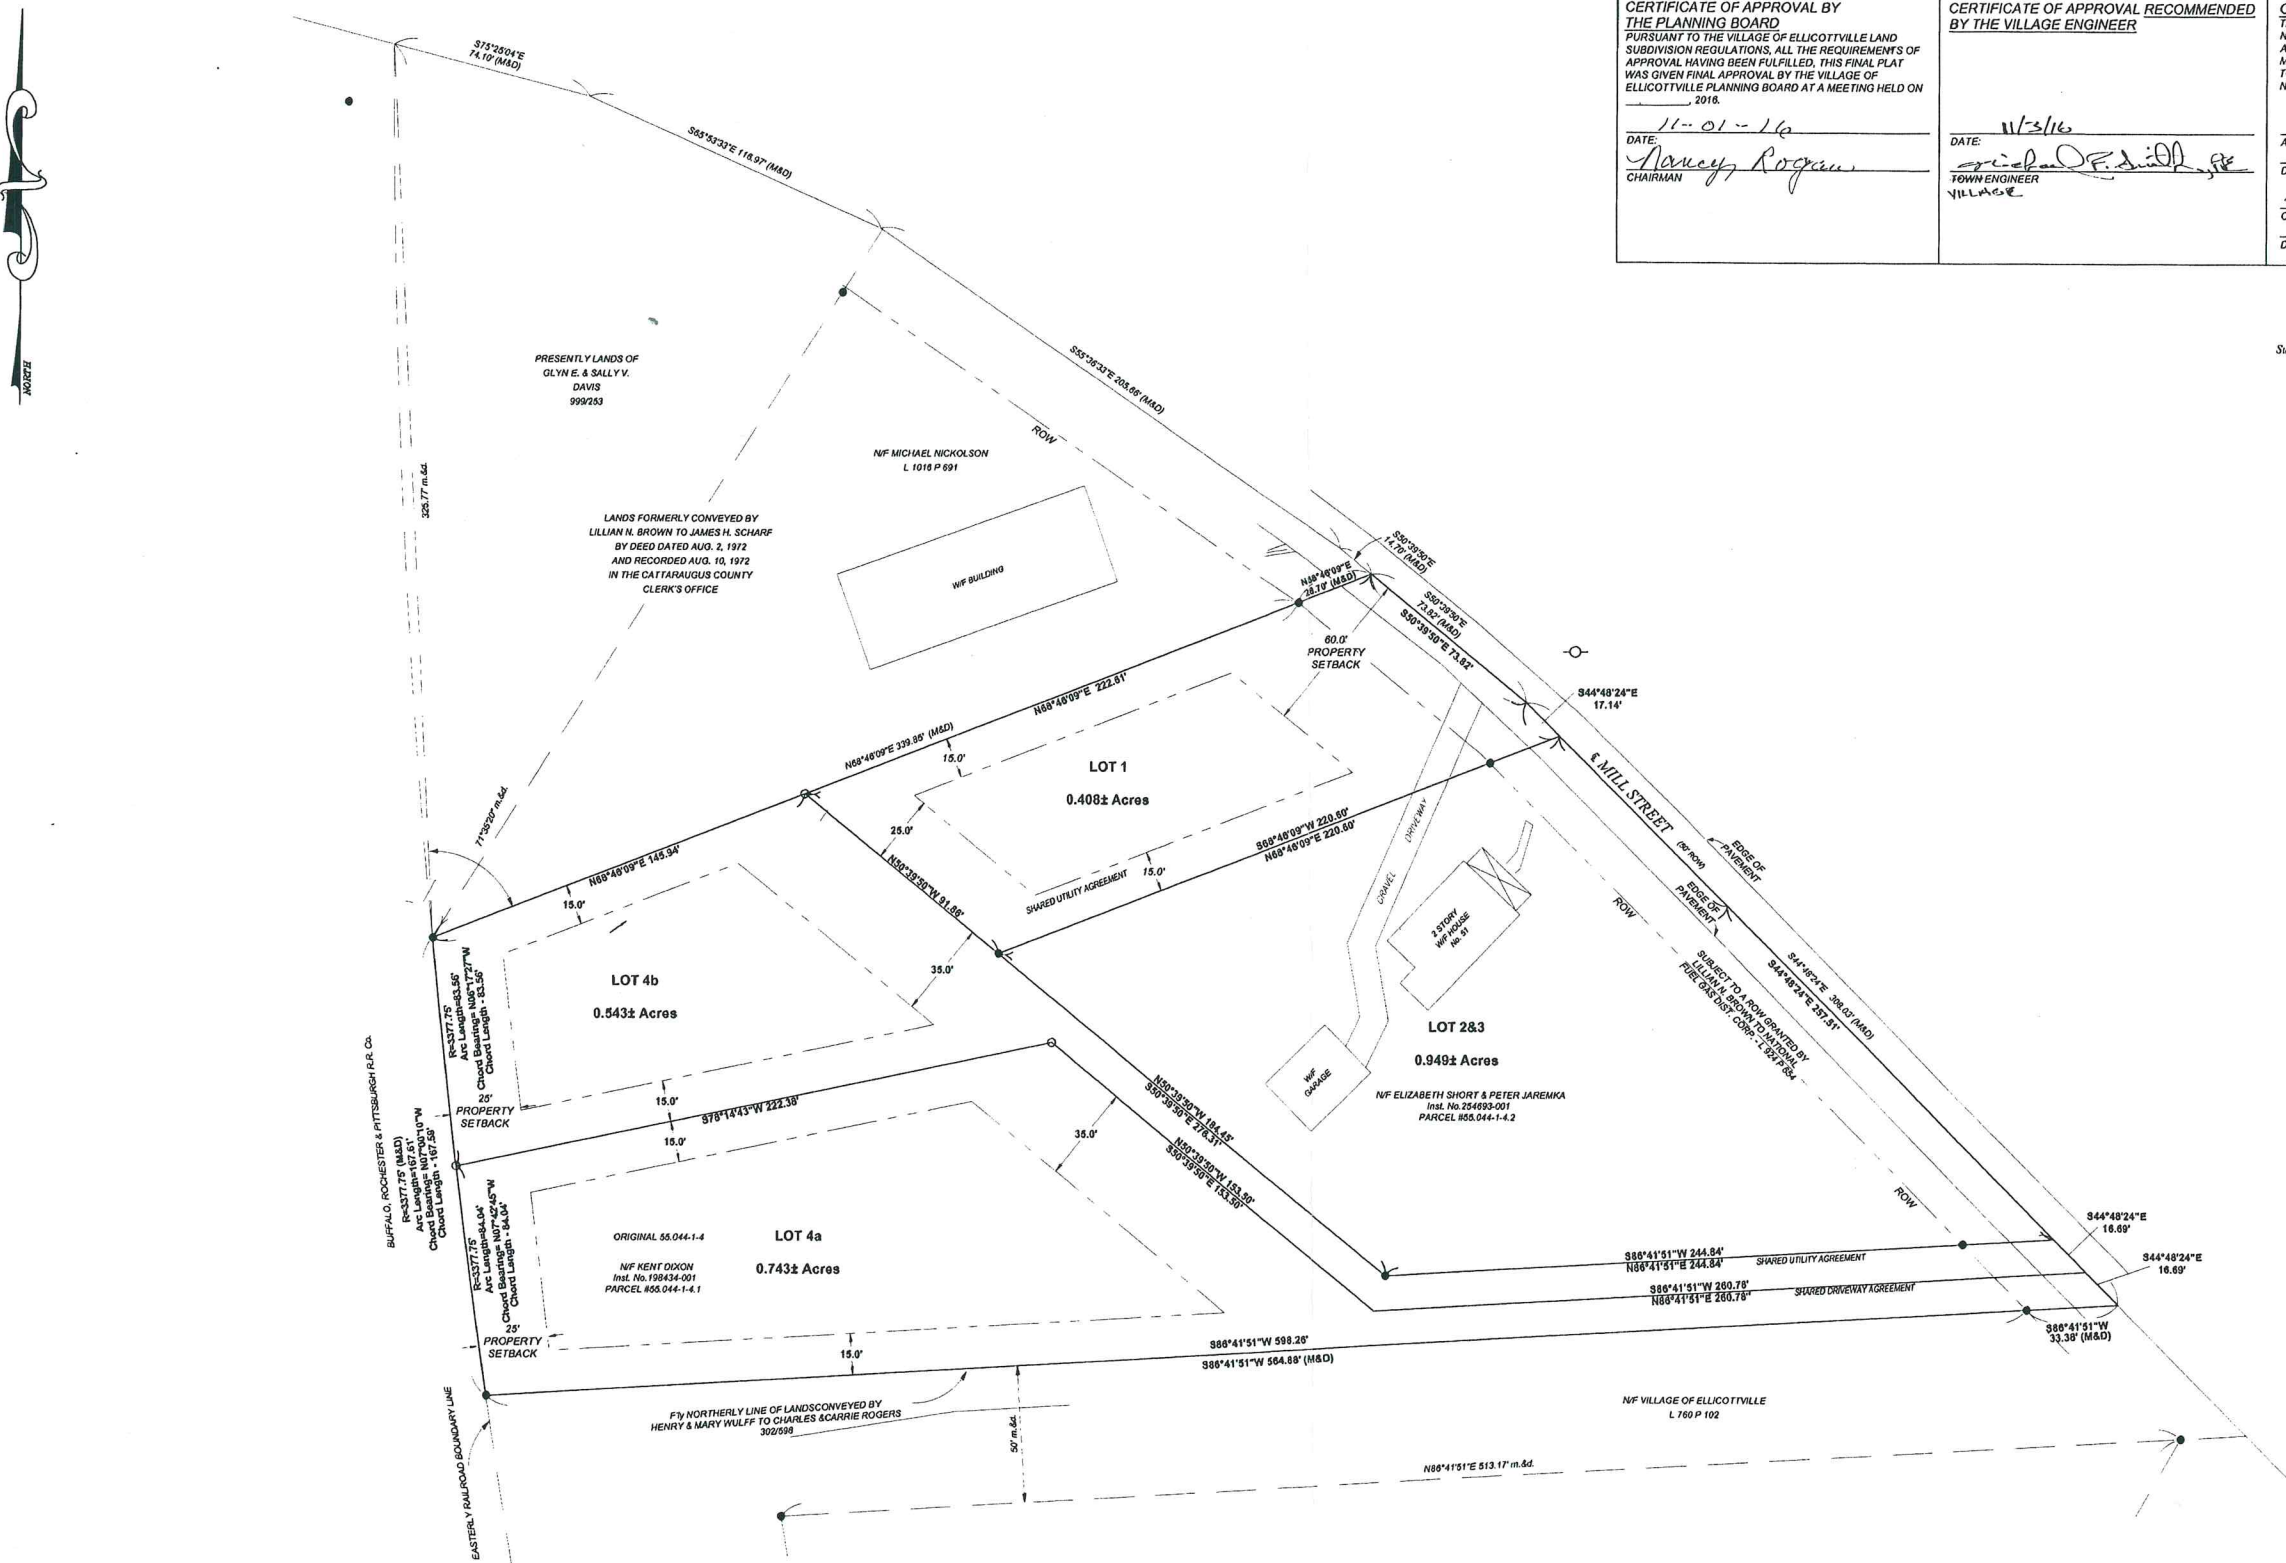 CERTIFICATE OF APPROVAL BY
THE PLANNING BOARD
PURSUANT TO THE VILLAGE OF ELLICOTTVILLE LAND
SUBDIVISION REGULATIONS, ALL THE REQUIREMENTS OF
APPROVAL HAVING BEEN FULFILLED, THIS FINAL PLAT
WAS GIVEN FINAL APPROVAL BY THE VILLAGE OF
ELLICOTTVILLE PLANNING BOARD AT A MEETING HELD ON
________, 2016.
11-01-16
DATE:
Nancy Rogan
CHAIRMAN
CERTIFICATE OF APPROVAL RECOMMENDED
BY THE VILLAGE ENGINEER
11/3/16
DATE:
Michael F. Smith, PE
TOWN ENGINEER
VILLAGE
NORTH
S75°26'04"E
74.10' (M&D)
S65°53'33"E 116.97' (M&D)
S55°36'33"E 205.66' (M&D)
ROW
PRESENTLY LANDS OF
GLYN E. & SALLY V.
DAVIS
999/253
325.77' m.&d.
N/F MICHAEL NICKOLSON
L 1016 P 691
LANDS FORMERLY CONVEYED BY
LILLIAN N. BROWN TO JAMES H. SCHARF
BY DEED DATED AUG. 2, 1972
AND RECORDED AUG. 10, 1972
IN THE CATTARAUGUS COUNTY
CLERK'S OFFICE
W/F BUILDING
S50°39'50"E
14.70' (M&D)
N68°46'09"E
28.70' (M&D)
S50°39'50"E
73.82' (M&D)
S50°39'50"E 73.82'
60.0'
PROPERTY
SETBACK
S44°48'24"E
17.14'
N68°46'09"E 222.61'
N68°46'09"E 339.85' (M&D)
15.0'
LOT 1
0.408± Acres
25.0'
71°35'20" m.&d.
N68°46'09"E 145.94'
15.0'
N50°39'50"W 91.86'
SHARED UTILITY AGREEMENT
15.0'
S68°46'09"W 220.60'
N68°46'09"E 220.60'
GRAVEL
DRIVEWAY
2 STORY
W/F HOUSE
No. 51
℄ MILL STREET
(50' ROW)
EDGE OF
PAVEMENT
EDGE OF
PAVEMENT
ROW
S44°48'24"E 308.03' (M&D)
S44°48'24"E 257.51'
SUBJECT TO A ROW GRANTED BY
LILLIAN N. BROWN TO NATIONAL
FUEL GAS DIST. CORP. - L 924 P 654
LOT 4b
0.543± Acres
35.0'
R=3377.75'
Arc Length=83.56'
Chord Bearing= N06°17'27"W
Chord Length - 83.56'
25'
PROPERTY
SETBACK
15.0'
S78°14'43"W 222.38'
15.0'
LOT 2&3
0.949± Acres
N/F ELIZABETH SHORT & PETER JAREMKA
Inst. No.254693-001
PARCEL #55.044-1-4.2
W/F
GARAGE
N50°39'50"W 184.45'
S50°39'50"E 276.31'
N50°39'50"W 153.50'
S50°39'50"E 153.50'
35.0'
BUFFALO, ROCHESTER & PITTSBURGH R.R. Co.
R=3377.75' (M&D)
Arc Length=167.61'
Chord Bearing= N07°00'10"W
Chord Length - 167.59'
R=3377.75'
Arc Length=84.04'
Chord Bearing= N07°42'45"W
Chord Length - 84.04'
25'
PROPERTY
SETBACK
ORIGINAL 55.044-1-4
LOT 4a
0.743± Acres
N/F KENT DIXON
Inst. No.198434-001
PARCEL #55.044-1-4.1
ROW
S44°48'24"E
16.69'
S44°48'24"E
16.69'
S86°41'51"W 244.84'
N86°41'51"E 244.84'
SHARED UTILITY AGREEMENT
S86°41'51"W 260.78'
N86°41'51"E 260.78'
SHARED DRIVEWAY AGREEMENT
S86°41'51"W
33.38' (M&D)
15.0'
S86°41'51"W 598.26'
S86°41'51"W 564.88' (M&D)
EASTERLY RAILROAD BOUNDARY LINE
F'ly NORTHERLY LINE OF LANDSCONVEYED BY
HENRY & MARY WULFF TO CHARLES &CARRIE ROGERS
302/598
50' m.&d.
N/F VILLAGE OF ELLICOTTVILLE
L 760 P 102
N86°41'51"E 513.17' m.&d.